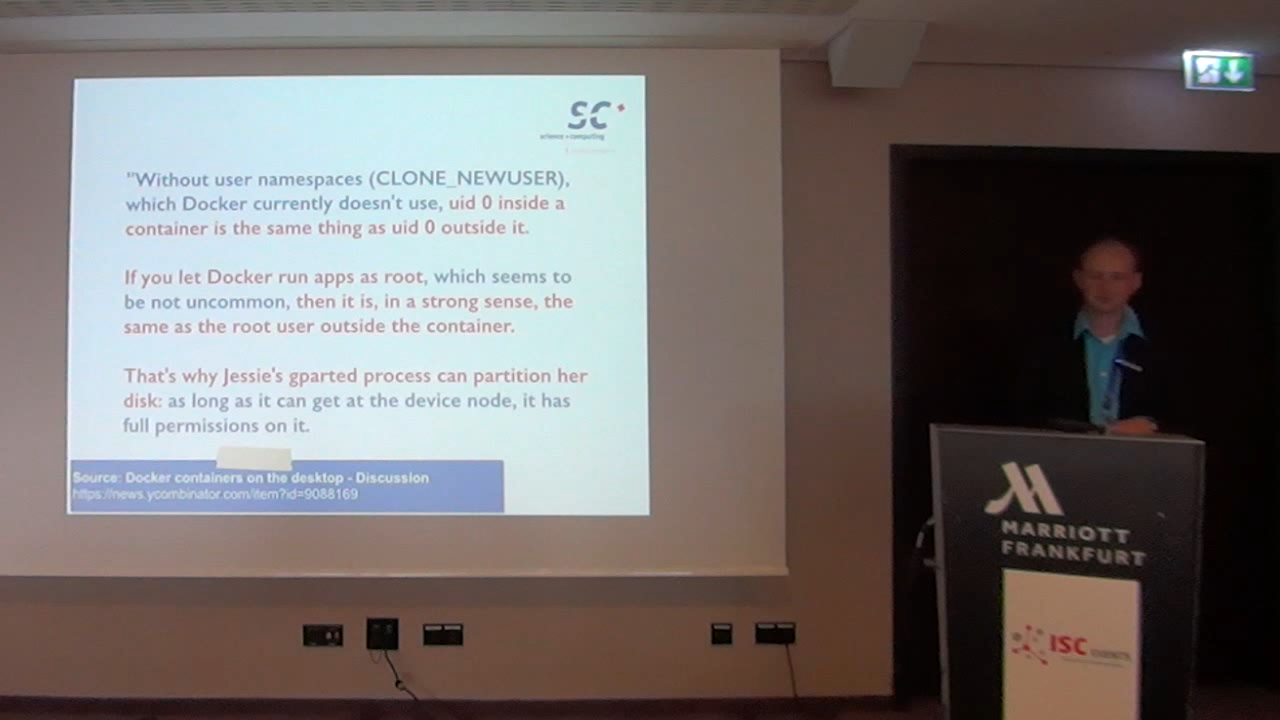 SC
science + computing
"Without user namespaces (CLONE_NEWUSER),
which Docker currently doesn't use, uid 0 inside a
container is the same thing as uid 0 outside it.
If you let Docker run apps as root, which seems to
be not uncommon, then it is, in a strong sense, the
same as the root user outside the container.
That's why Jessie's gparted process can partition her
disk: as long as it can get at the device node, it has
full permissions on it.
Source: Docker containers on the desktop - Discussion
https://news.ycombinator.com/item?id=9088169
MARRIOTT
FRANKFURT
ISC